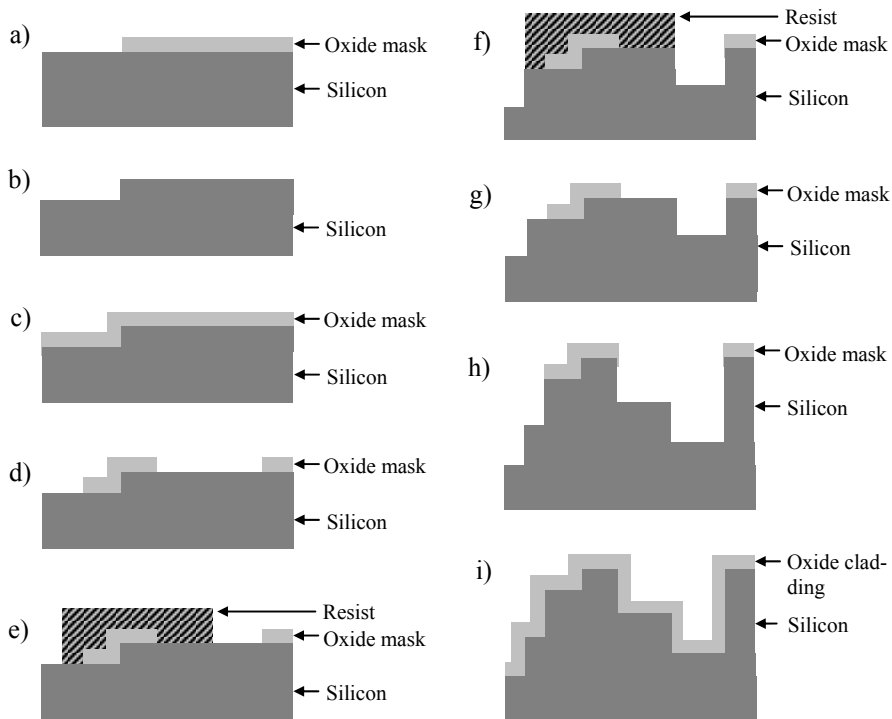 a)
Oxide mask
Silicon
b)
Silicon
c)
Oxide mask
Silicon
d)
Oxide mask
Silicon
e)
Resist
Oxide mask
Silicon
f)
Resist
Oxide mask
Silicon
g)
Oxide mask
Silicon
h)
Oxide mask
Silicon
i)
Oxide clad-
ding
Silicon